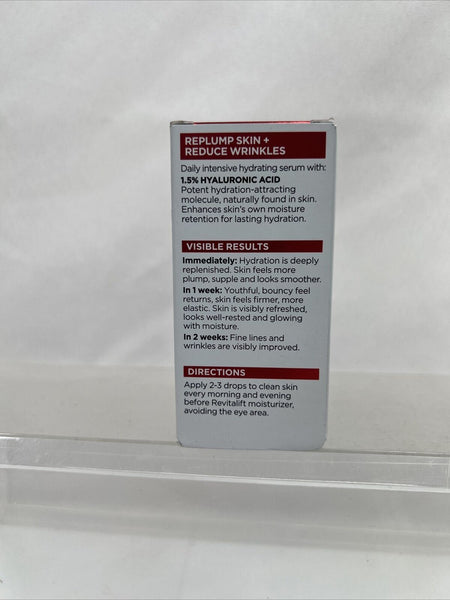 REPLUMP SKIN +
REDUCE WRINKLES
Daily intensive hydrating serum with:
1.5% HYALURONIC ACID
Potent hydration-attracting
molecule, naturally found in skin.
Enhances skin's own moisture
retention for lasting hydration.
VISIBLE RESULTS
Immediately: Hydration is deeply
replenished. Skin feels more
plump, supple and looks smoother.
In 1 week: Youthful, bouncy feel
returns, skin feels firmer, more
elastic. Skin is visibly refreshed,
looks well-rested and glowing
with moisture.
In 2 weeks: Fine lines and
wrinkles are visibly improved.
DIRECTIONS
Apply 2-3 drops to clean skin
every morning and evening
before Revitalift moisturizer,
avoiding the eye area.